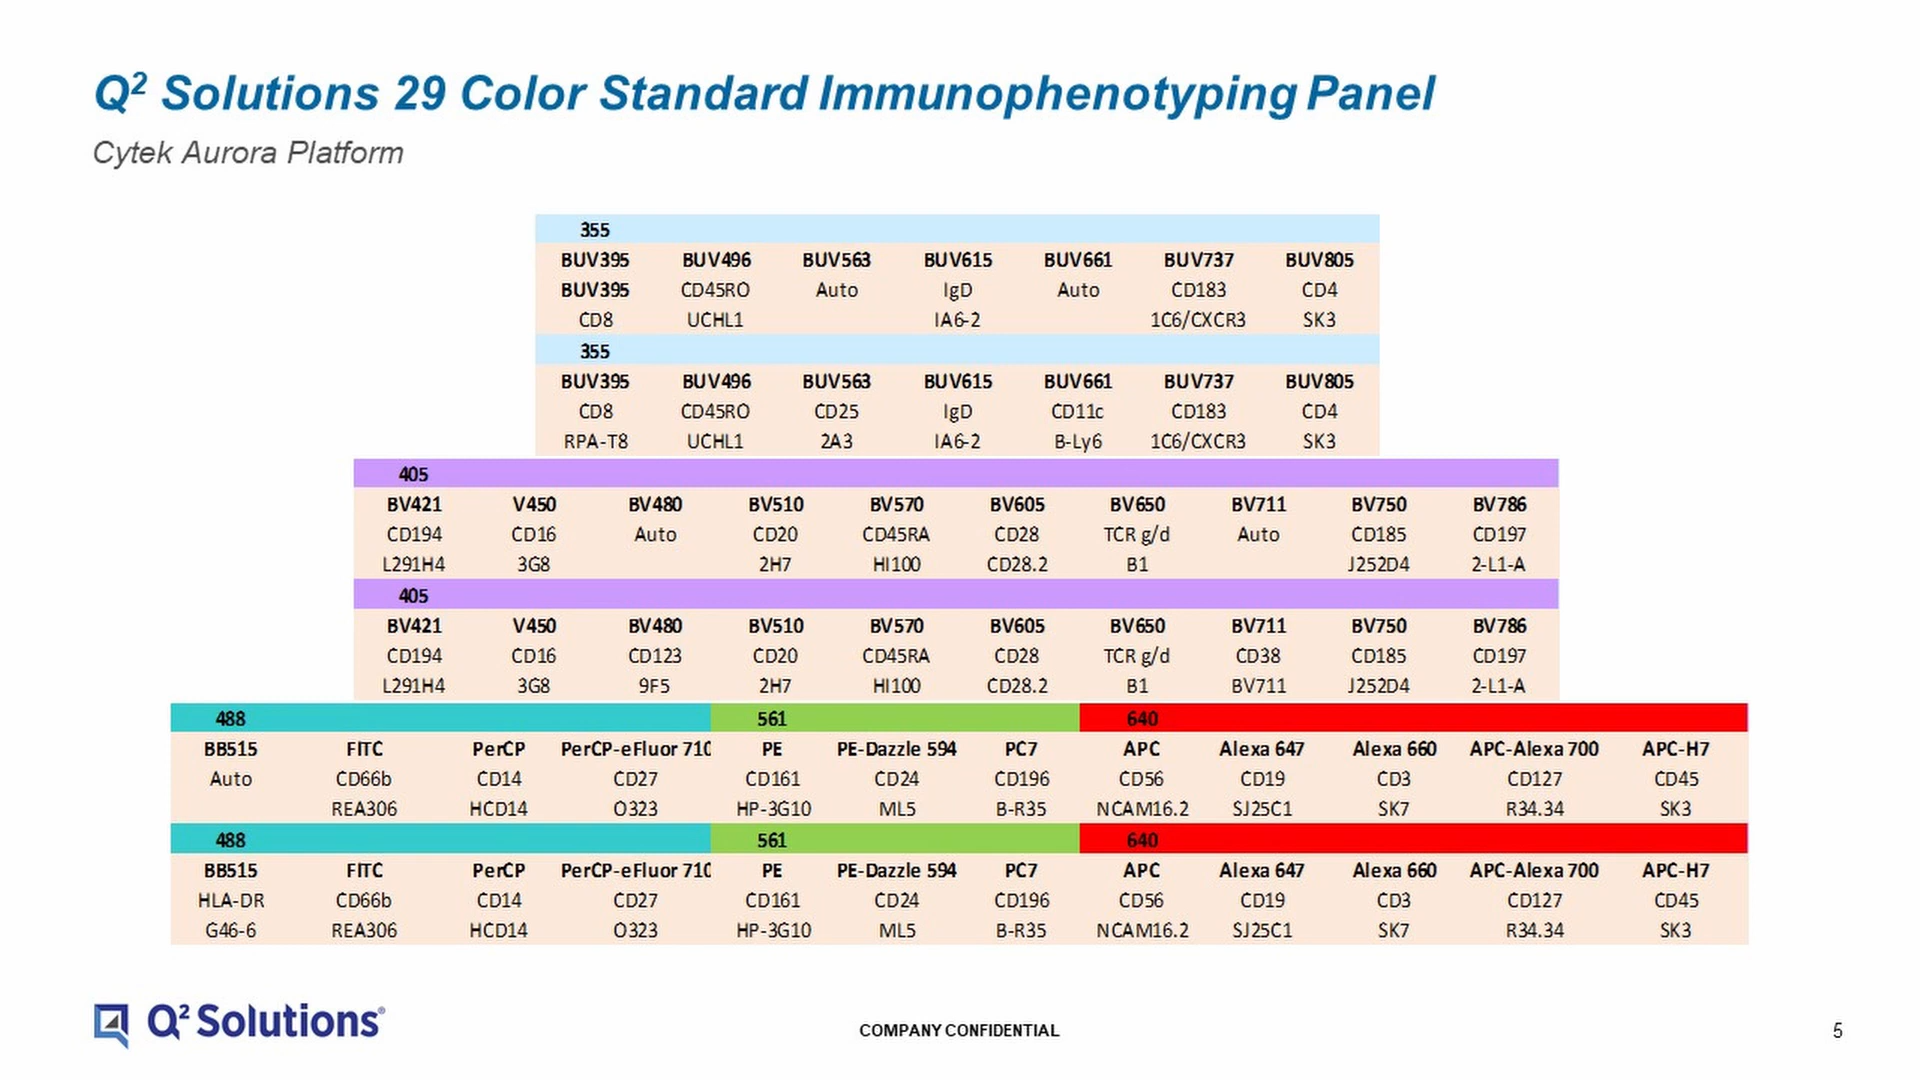 Q² Solutions 29 Color Standard Immunophenotyping Panel
Cytek Aurora Platform
355
BUV395 BUV496 BUV563 BUV615 BUV661 BUV737 BUV805
BUV395 CD45RO Auto IgD Auto CD183 CD4
CD8 UCHL1 IA6-2 1C6/CXCR3 SK3
355
BUV395 BUV496 BUV563 BUV615 BUV661 BUV737 BUV805
CD8 CD45RO CD25 IgD CD11c CD183 CD4
RPA-T8 UCHL1 2A3 IA6-2 B-Ly6 1C6/CXCR3 SK3
405
BV421 V450 BV480 BV510 BV570 BV605 BV650 BV711 BV750 BV786
CD194 CD16 Auto CD20 CD45RA CD28 TCR g/d Auto CD185 CD197
L291H4 3G8 2H7 HI100 CD28.2 B1 J252D4 2-L1-A
405
BV421 V450 BV480 BV510 BV570 BV605 BV650 BV711 BV750 BV786
CD194 CD16 CD123 CD20 CD45RA CD28 TCR g/d CD38 CD185 CD197
L291H4 3G8 9F5 2H7 HI100 CD28.2 B1 BV711 J252D4 2-L1-A
488 561 640
BB515 FITC PerCP PerCP-eFluor 710 PE PE-Dazzle 594 PC7 APC Alexa 647 Alexa 660 APC-Alexa 700 APC-H7
Auto CD66b CD14 CD27 CD161 CD24 CD196 CD56 CD19 CD3 CD127 CD45
REA306 HCD14 O323 HP-3G10 ML5 B-R35 NCAM16.2 SJ25C1 SK7 R34.34 SK3
488 561 640
BB515 FITC PerCP PerCP-eFluor 710 PE PE-Dazzle 594 PC7 APC Alexa 647 Alexa 660 APC-Alexa 700 APC-H7
HLA-DR CD66b CD14 CD27 CD161 CD24 CD196 CD56 CD19 CD3 CD127 CD45
G46-6 REA306 HCD14 O323 HP-3G10 ML5 B-R35 NCAM16.2 SJ25C1 SK7 R34.34 SK3
Q² Solutions®
COMPANY CONFIDENTIAL
5